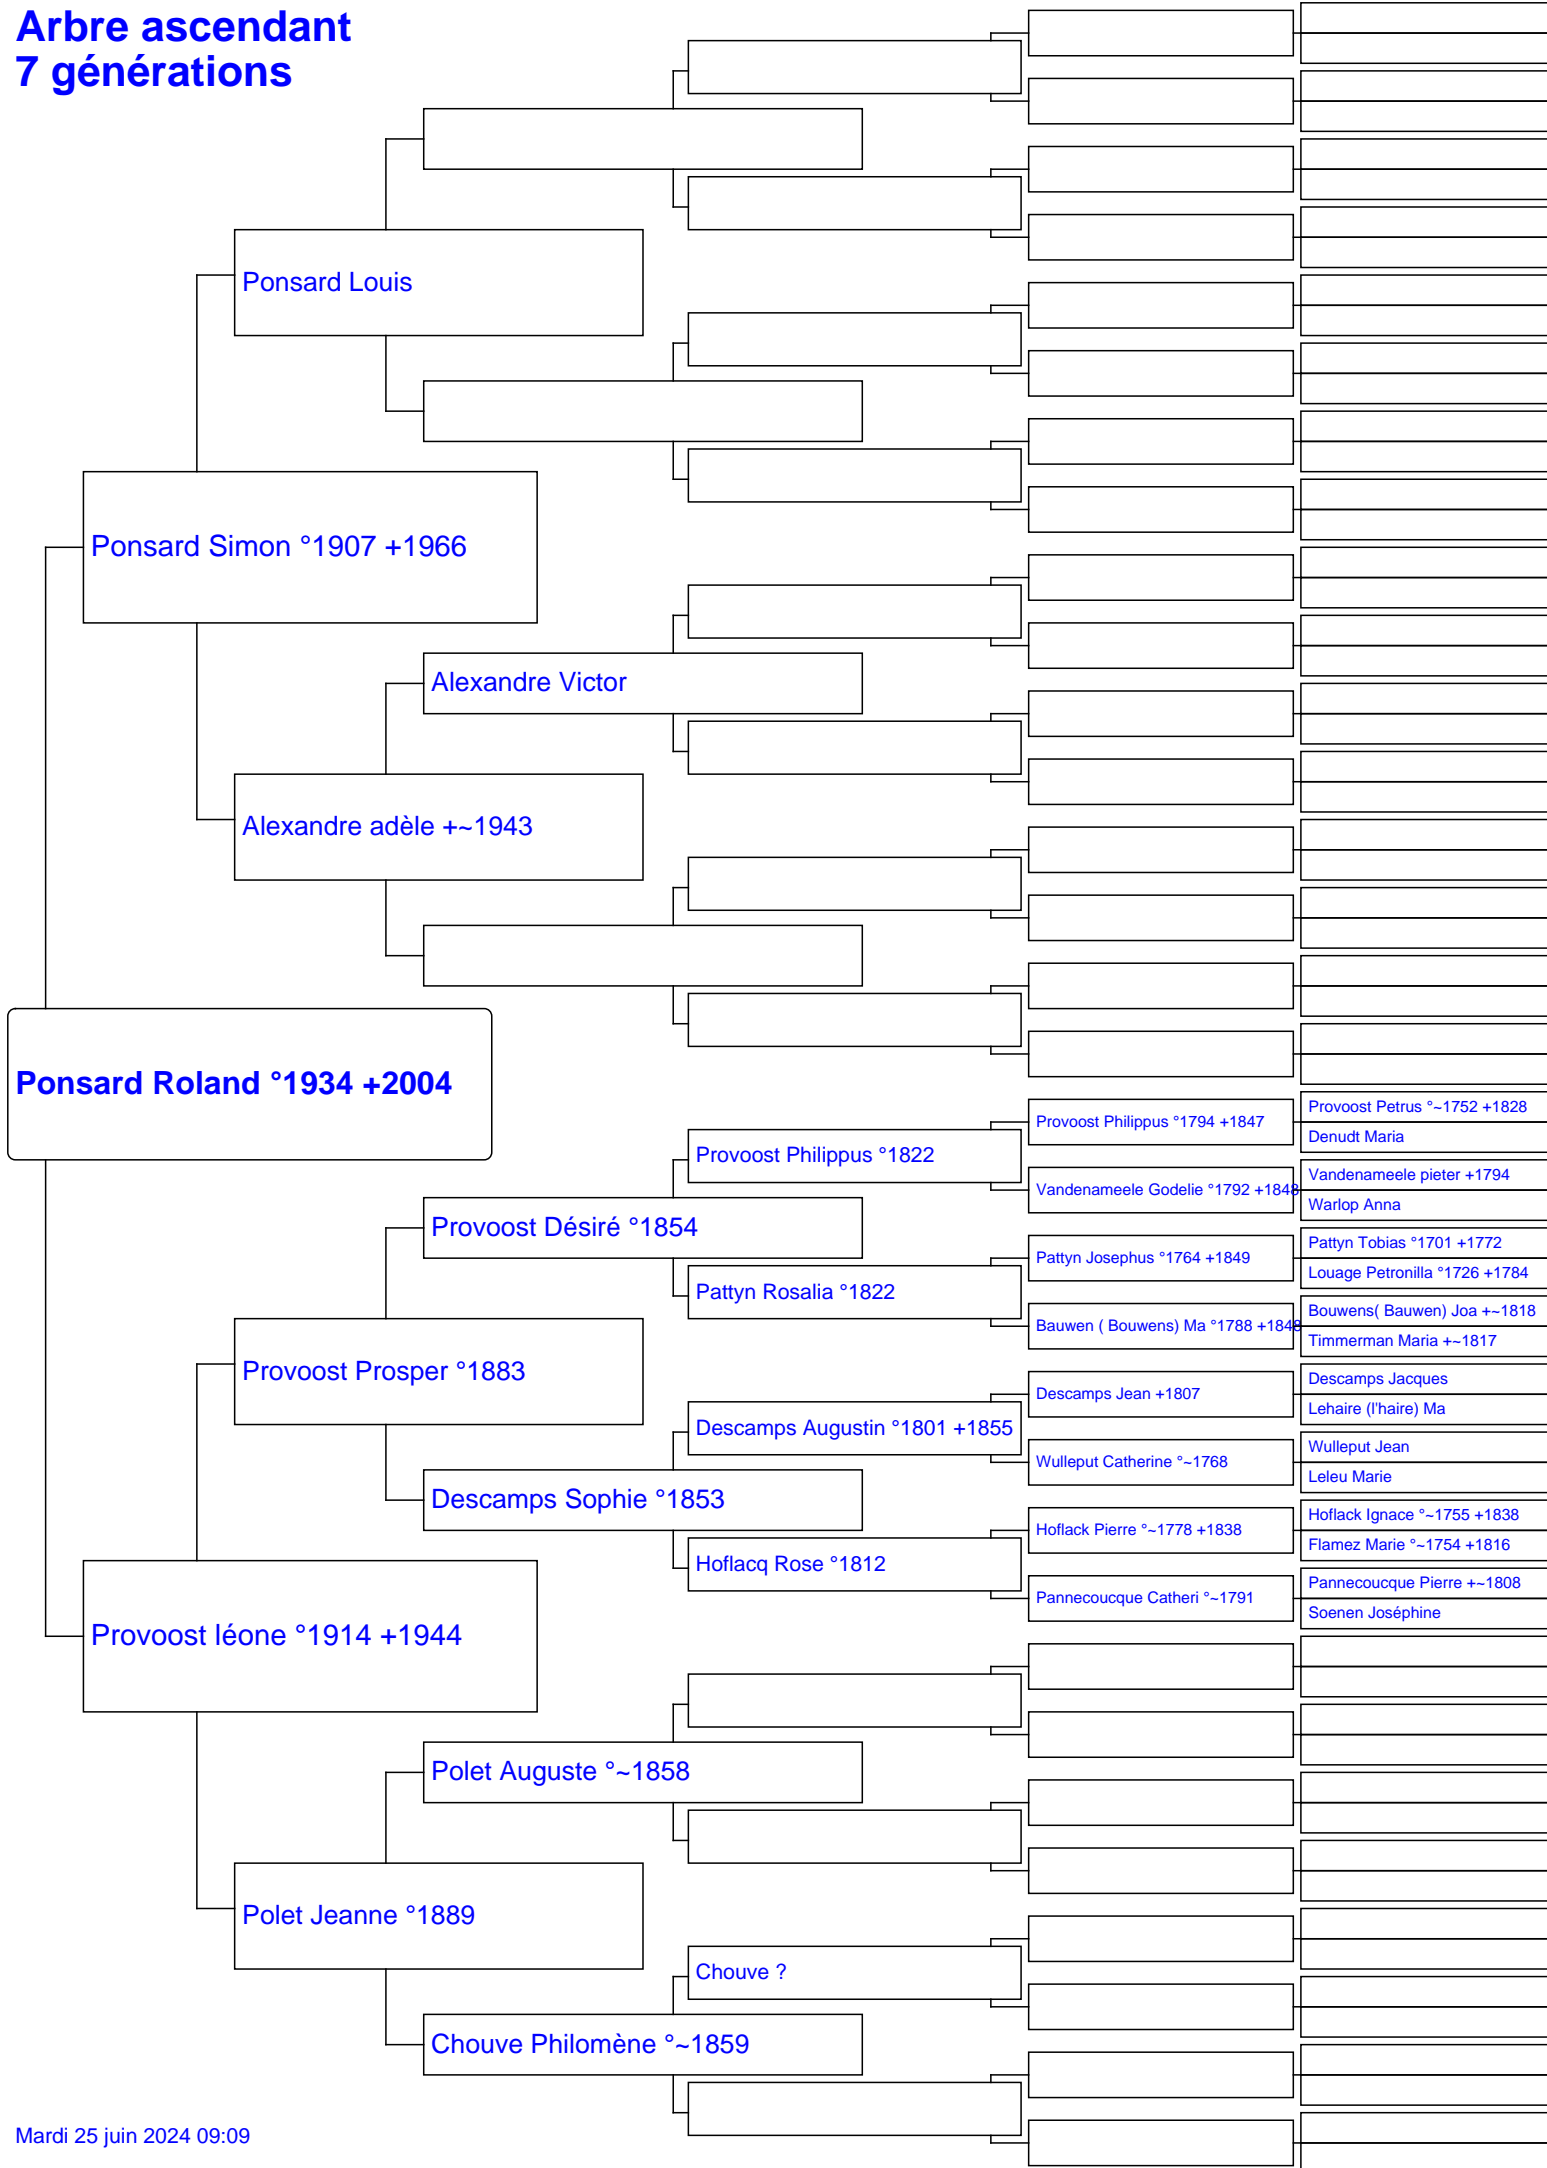 Arbre ascendant
7 générations
Ponsard Louis
Ponsard Simon °1907 +1966
Alexandre Victor
Alexandre adèle +~1943
Ponsard Roland °1934 +2004
Provoost Petrus °~1752 +1828
Provoost Philippus °1794 +1847
Denudt Maria
Provoost Philippus °1822
Vandenameele pieter +1794
Vandenameele Godelie °1792 +1848
Warlop Anna
Provoost Désiré °1854
Pattyn Tobias °1701 +1772
Pattyn Josephus °1764 +1849
Louage Petronilla °1726 +1784
Pattyn Rosalia °1822
Bouwens( Bauwen) Joa +~1818
Bauwen ( Bouwens) Ma °1788 +1848
Timmerman Maria +~1817
Provoost Prosper °1883
Descamps Jacques
Descamps Jean +1807
Lehaire (l'haire) Ma
Descamps Augustin °1801 +1855
Wulleput Jean
Wulleput Catherine °~1768
Leleu Marie
Descamps Sophie °1853
Hoflack Ignace °~1755 +1838
Hoflack Pierre °~1778 +1838
Flamez Marie °~1754 +1816
Hoflacq Rose °1812
Pannecoucque Pierre +~1808
Pannecoucque Catheri °~1791
Soenen Joséphine
Provoost léone °1914 +1944
Polet Auguste °~1858
Polet Jeanne °1889
Chouve ?
Chouve Philomène °~1859
Mardi 25 juin 2024 09:09